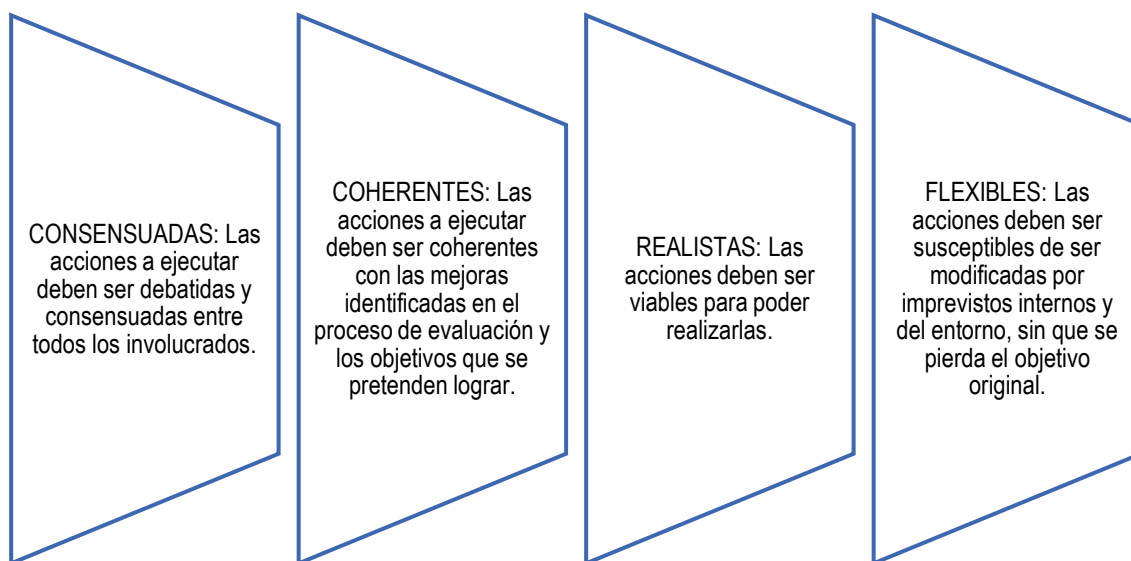 CONSENSUADAS: Las
acciones a ejecutar
deben ser debatidas y
consensuadas entre
todos los involucrados.
COHERENTES: Las
acciones a ejecutar
deben ser coherentes
con las mejoras
identificadas en el
proceso de evaluación y
los objetivos que se
pretenden lograr.
REALISTAS: Las
acciones deben ser
viables para poder
realizarlas.
FLEXIBLES: Las
acciones deben ser
susceptibles de ser
modificadas por
imprevistos internos y
del entorno, sin que se
pierda el objetivo
original.